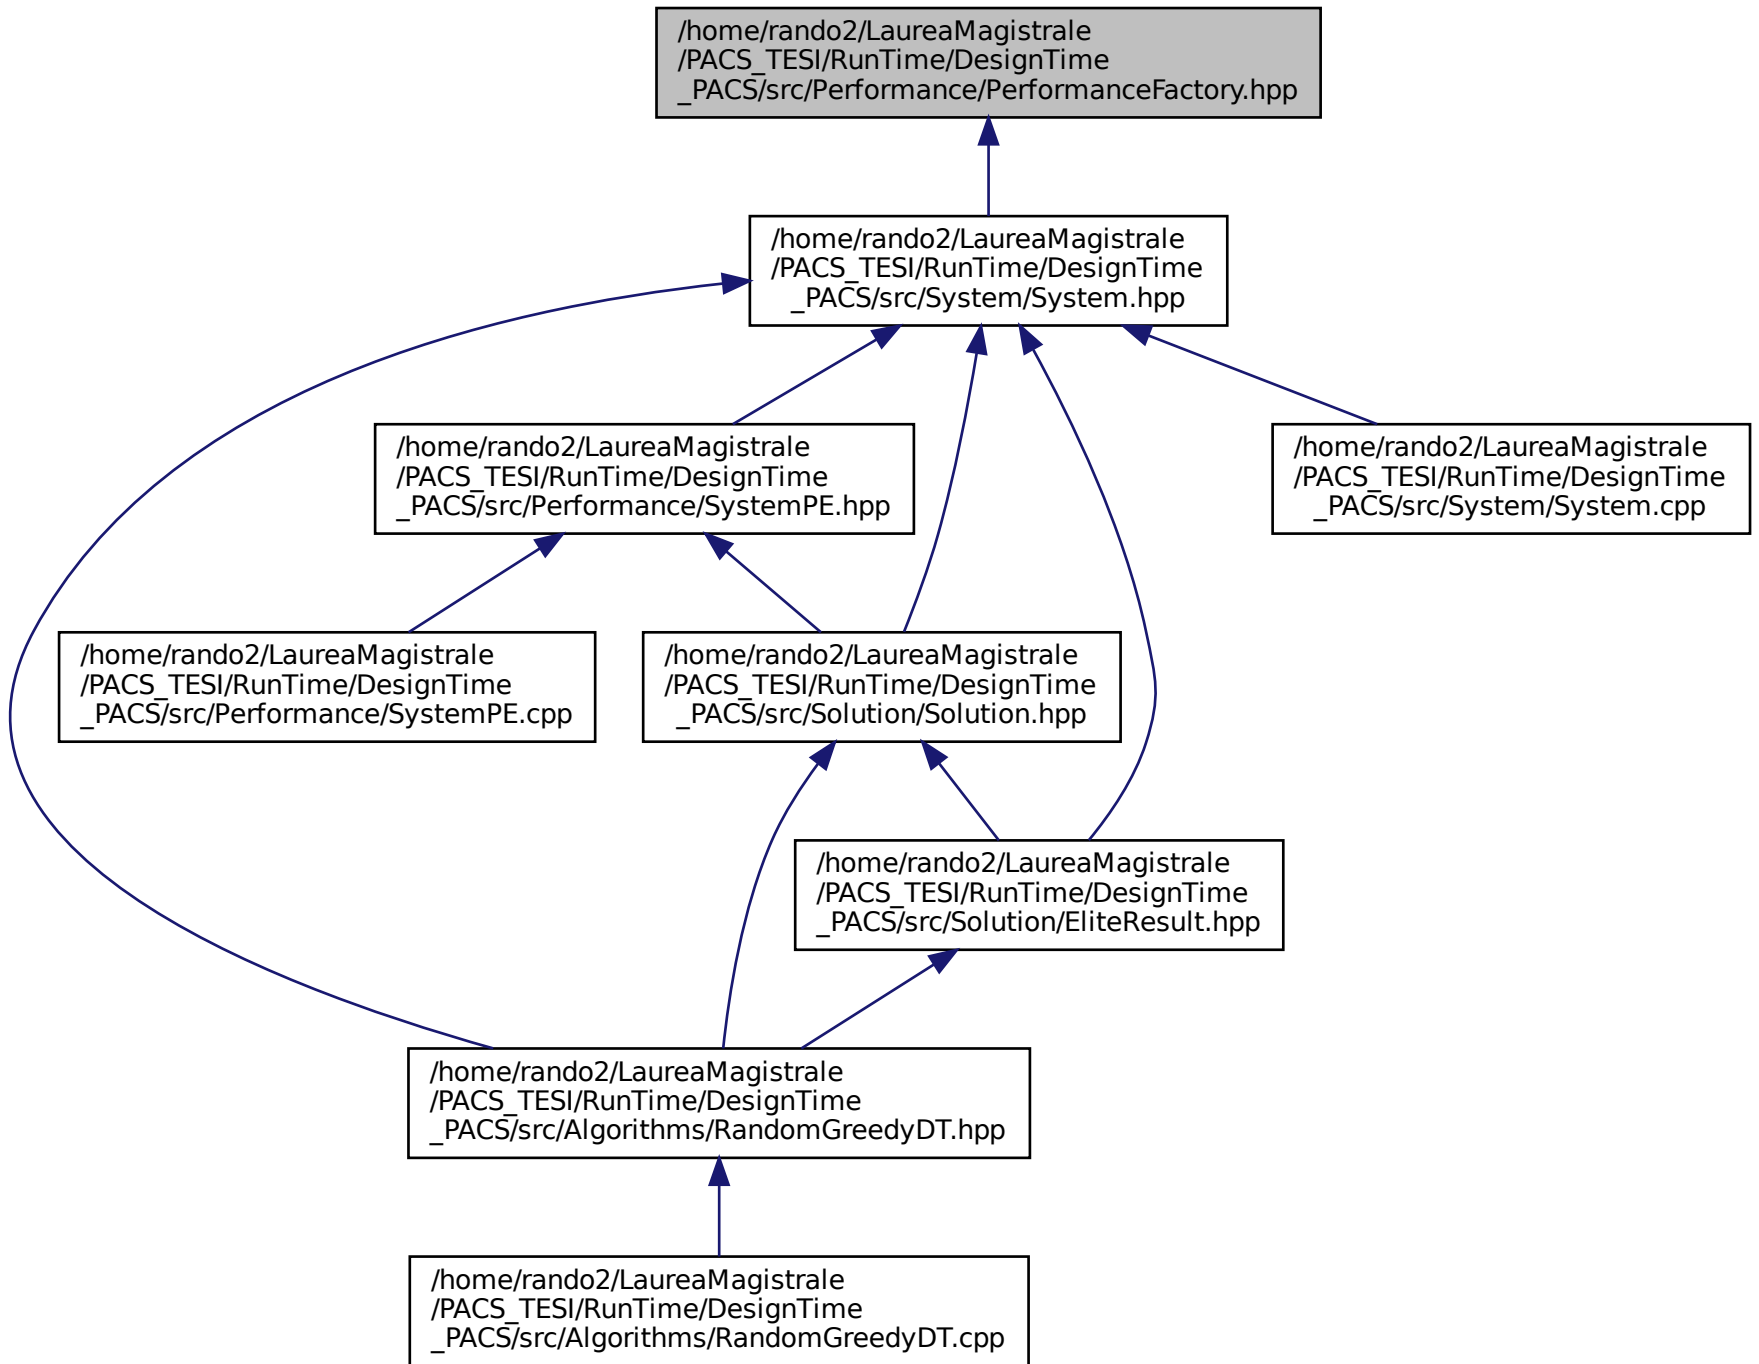 /home/rando2/LaureaMagistrale
/PACS_TESI/RunTime/DesignTime
_PACS/src/Performance/PerformanceFactory.hpp
/home/rando2/LaureaMagistrale
/PACS_TESI/RunTime/DesignTime
_PACS/src/System/System.hpp
/home/rando2/LaureaMagistrale
/PACS_TESI/RunTime/DesignTime
_PACS/src/Performance/SystemPE.hpp
/home/rando2/LaureaMagistrale
/PACS_TESI/RunTime/DesignTime
_PACS/src/System/System.cpp
/home/rando2/LaureaMagistrale
/PACS_TESI/RunTime/DesignTime
_PACS/src/Performance/SystemPE.cpp
/home/rando2/LaureaMagistrale
/PACS_TESI/RunTime/DesignTime
_PACS/src/Solution/Solution.hpp
/home/rando2/LaureaMagistrale
/PACS_TESI/RunTime/DesignTime
_PACS/src/Solution/EliteResult.hpp
/home/rando2/LaureaMagistrale
/PACS_TESI/RunTime/DesignTime
_PACS/src/Algorithms/RandomGreedyDT.hpp
/home/rando2/LaureaMagistrale
/PACS_TESI/RunTime/DesignTime
_PACS/src/Algorithms/RandomGreedyDT.cpp